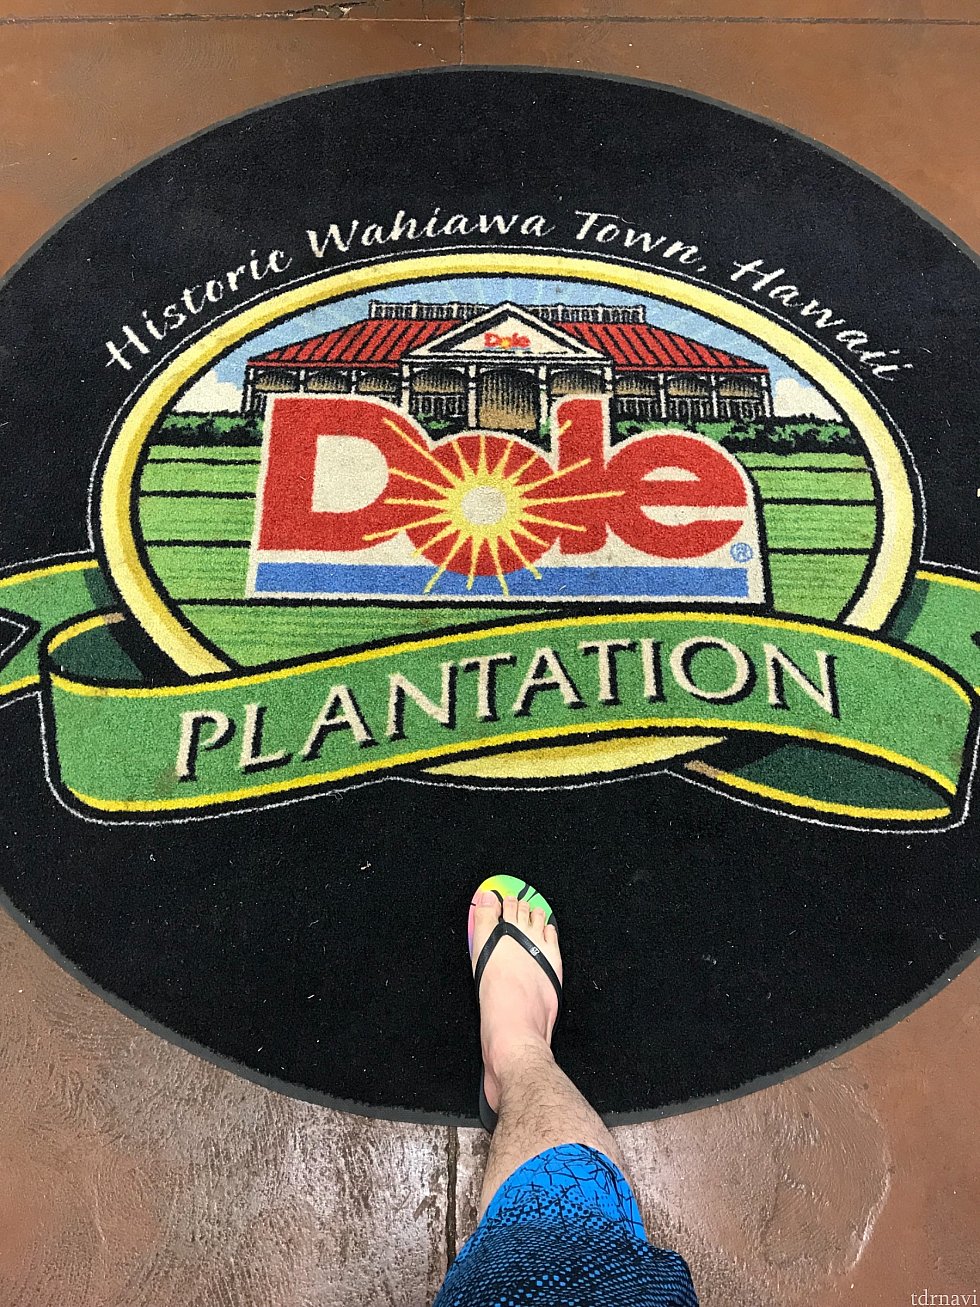 Historic Wahiawa Town, Hawaii
Dole
Dole
®
PLANTATION
tdrnavi